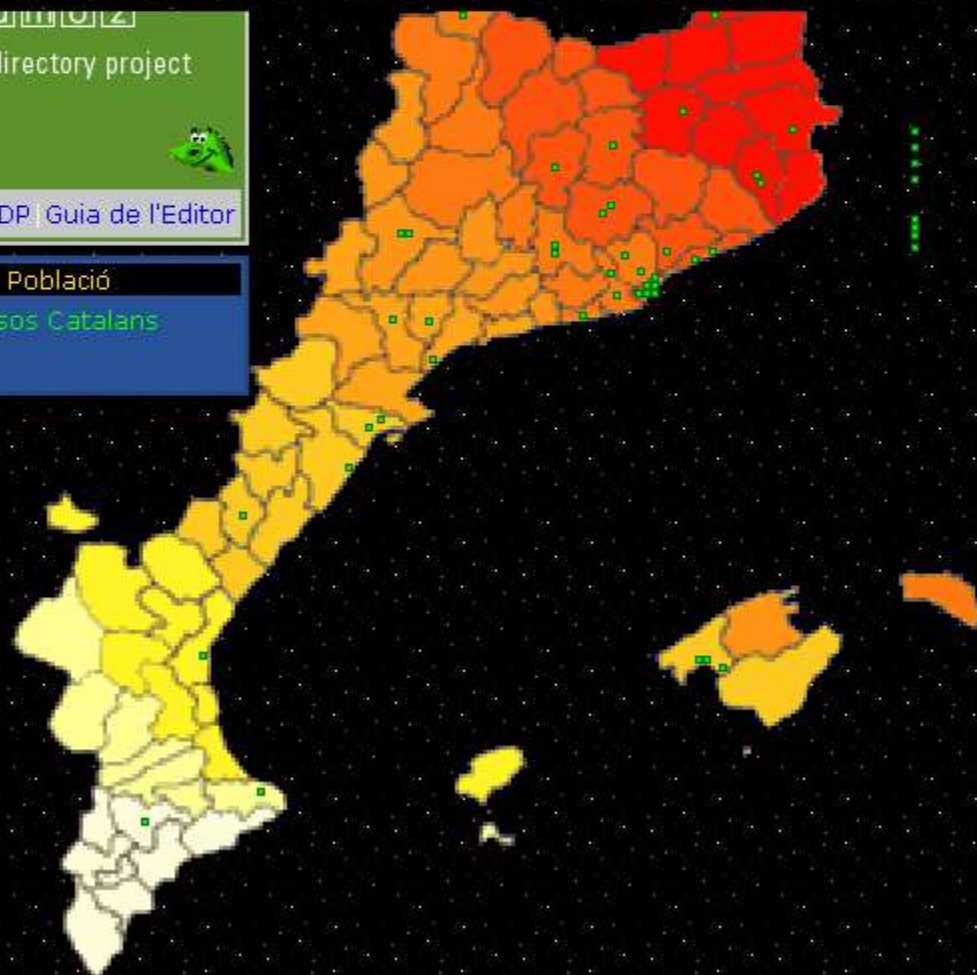 directory project
DP | Guia de l'Editor
Població
sos Catalans